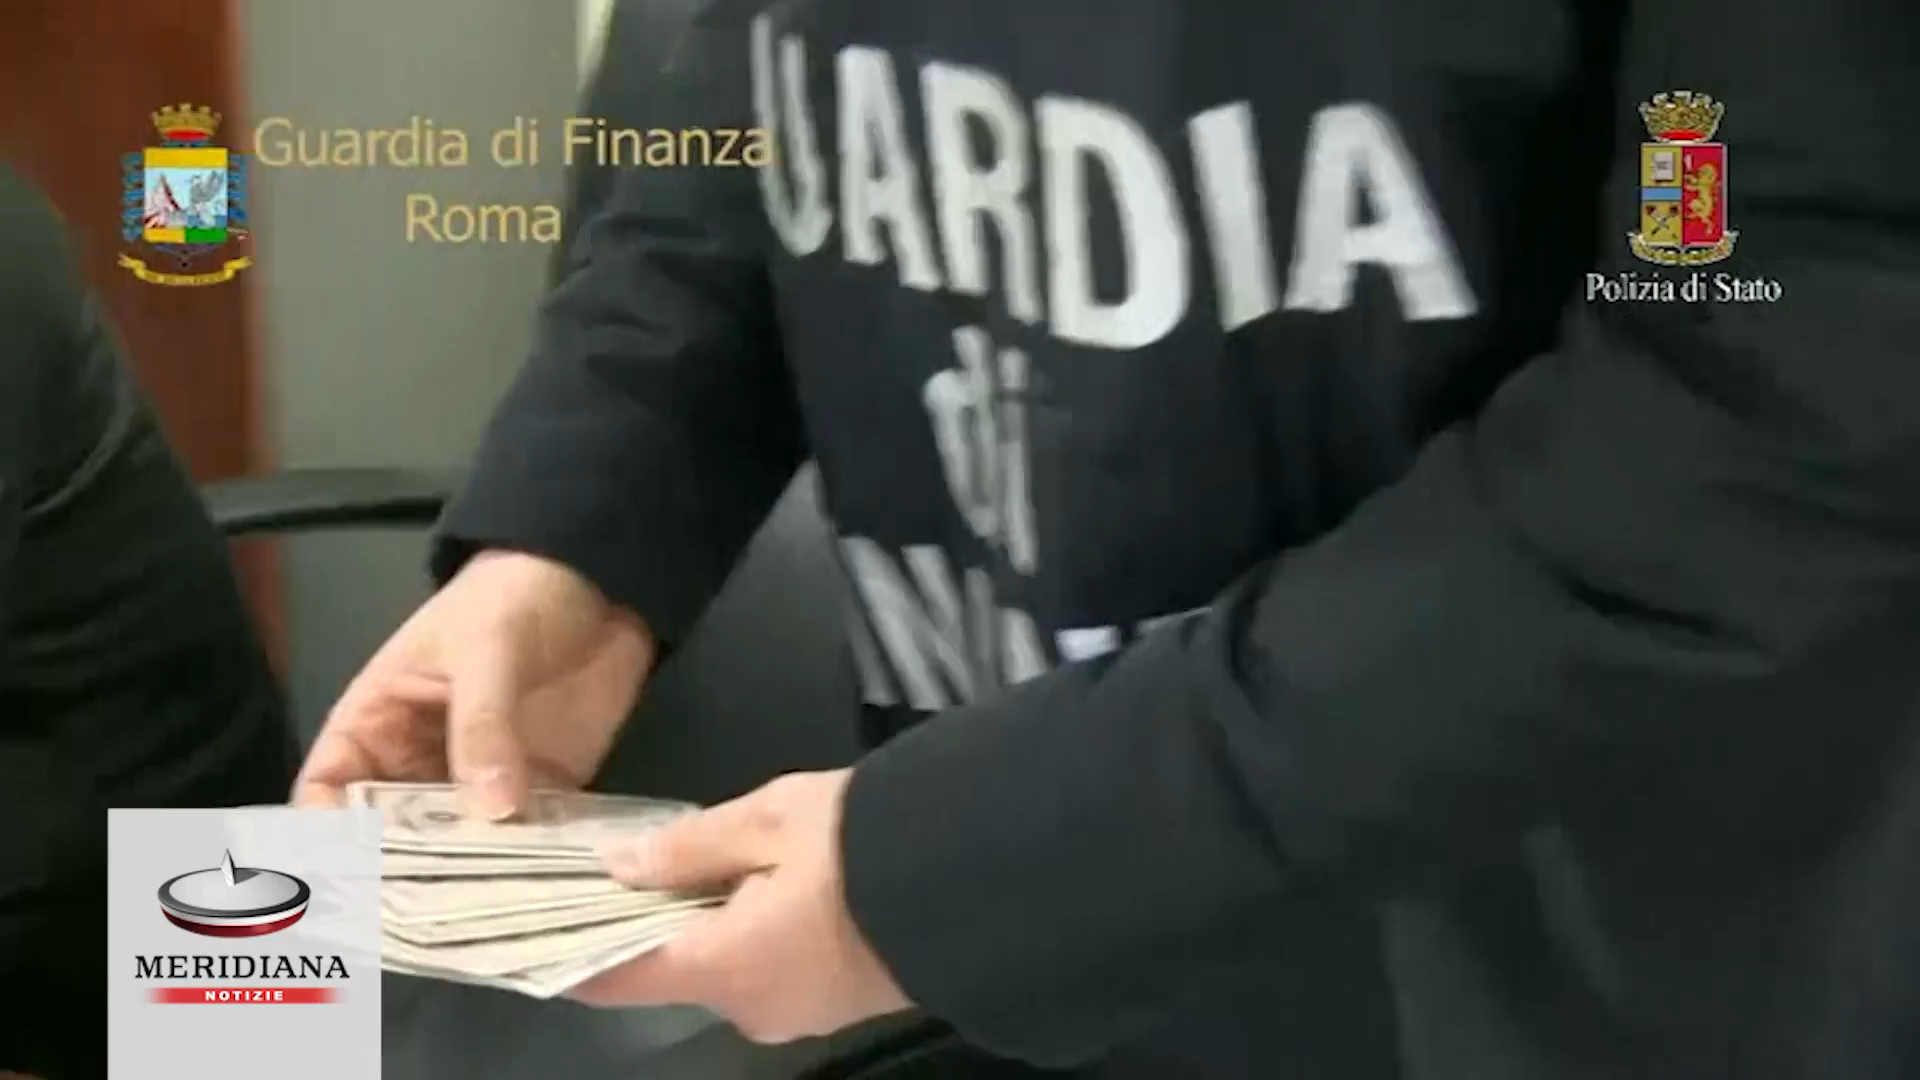 Guardia di Finanza
Roma
Polizia di Stato
UARDIA
di
MERIDIANA
NOTIZIE